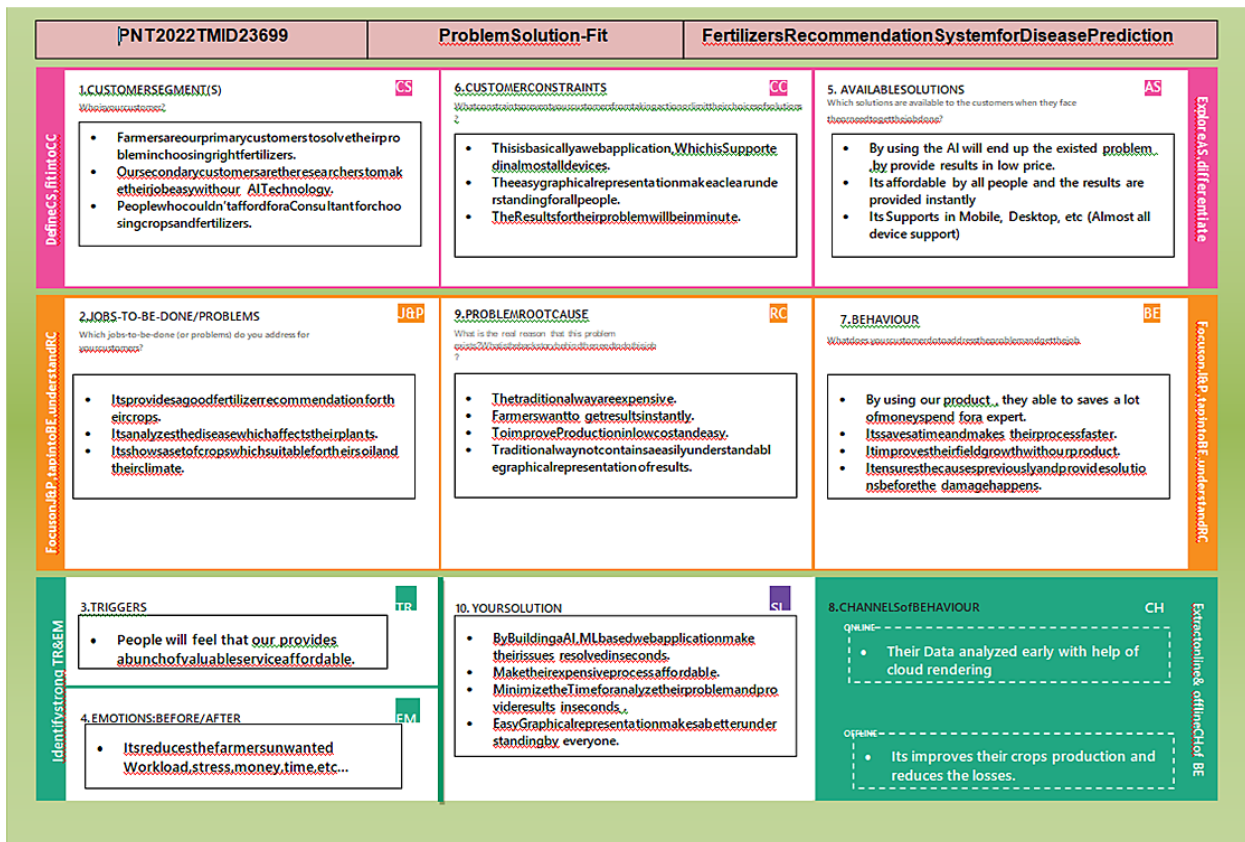 PNT2022TMID23699
ProblemSolution-Fit
FertilizersRecommendationSystemforDiseasePrediction
DefineCS,fitintoCC
1.CUSTOMERSEGMENT(S)
CS
Whoisyourcustomer?
Farmersareourprimarycustomerstosolvetheirpro
bleminchoosingrightfertilizers.
Oursecondarycustomersaretheresearcherstomak
etheirjobeasywithour AITechnology.
Peoplewhocouldn'taffordforaConsultantforchoo
singcropsandfertilizers.
6.CUSTOMERCONSTRAINTS
CC
Whatconstraintspreventyourcustomersfromtakingactionorlimittheirchoicesofsolutions
?
Thisisbasicallyawebapplication,WhichisSupporte
dinalmostalldevices.
Theeasygraphicalrepresentationmakeaclearunde
rstandingforallpeople.
TheResultsfortheirproblemwillbeinminute.
5. AVAILABLESOLUTIONS
AS
Which solutions are available to the customers when they face
theorneedtogetthejobdone?
By using the AI will end up the existed problem
,by provide results in low price.
Its affordable by all people and the results are
provided instantly
Its Supports in Mobile, Desktop, etc (Almost all
device support)
ExploreAS,differentiate
FocusonJ&P,tapintoBE,understandRC
2.JOBS-TO-BE-DONE/PROBLEMS
J&P
Which jobs-to-be-done (or problems) do you address for
yourcustomers?
Itsprovidesagoodfertilizerrecommendationforth
eircrops.
Itsanalyzesthediseasewhichaffectstheirplants.
Itsshowsasetofcropswhichsuitablefortheirsoiland
theirclimate.
9.PROBLEMROOTCAUSE
RC
What is the real reason that this problem
exists?Whatisthebackstorybehindtheneedtodothisjob
?
Thetraditionalwayareexpensive.
Farmerswantto getresultsinstantly.
ToimproveProductioninlowcostandeasy.
Traditionalwaynotcontainsaeasilyunderstandabl
egraphicalrepresentationofresults.
7.BEHAVIOUR
BE
Whatdoes yourcustomerdotoaddresstheproblemandgetthejob
By using our product , they able to saves a lot
ofmoneyspend fora expert.
Itssavesatimeandmakes theirprocessfaster.
Itimprovestheirfieldgrowthwithourproduct.
Itensuresthecausespreviouslyandprovidesolutio
nsbeforethe damagehappens.
FocusonJ&P,tapintoBE,understandRC
Identifystrong TR&EM
3.TRIGGERS
TR
People will feel that our provides
abunchofvaluableserviceaffordable.
4.EMOTIONS:BEFORE/AFTER
EM
Itsreducesthefarmersunwanted
Workload,stress,money,time,etc...
10. YOURSOLUTION
SL
ByBuildingaAI,MLbasedwebapplicationmake
theirissues resolvedinseconds.
Maketheirexpensiveprocessaffordable.
MinimizetheTimeforanalyzetheirproblemandpro
videresults inseconds .
EasyGraphicalrepresentationmakesabetterunder
standingby everyone.
8.CHANNELSofBEHAVIOUR
CH
ONLINE
Their Data analyzed early with help of
cloud rendering
OFFLINE
Its improves their crops production and
reduces the losses.
Extractonline& offlineCHof BE